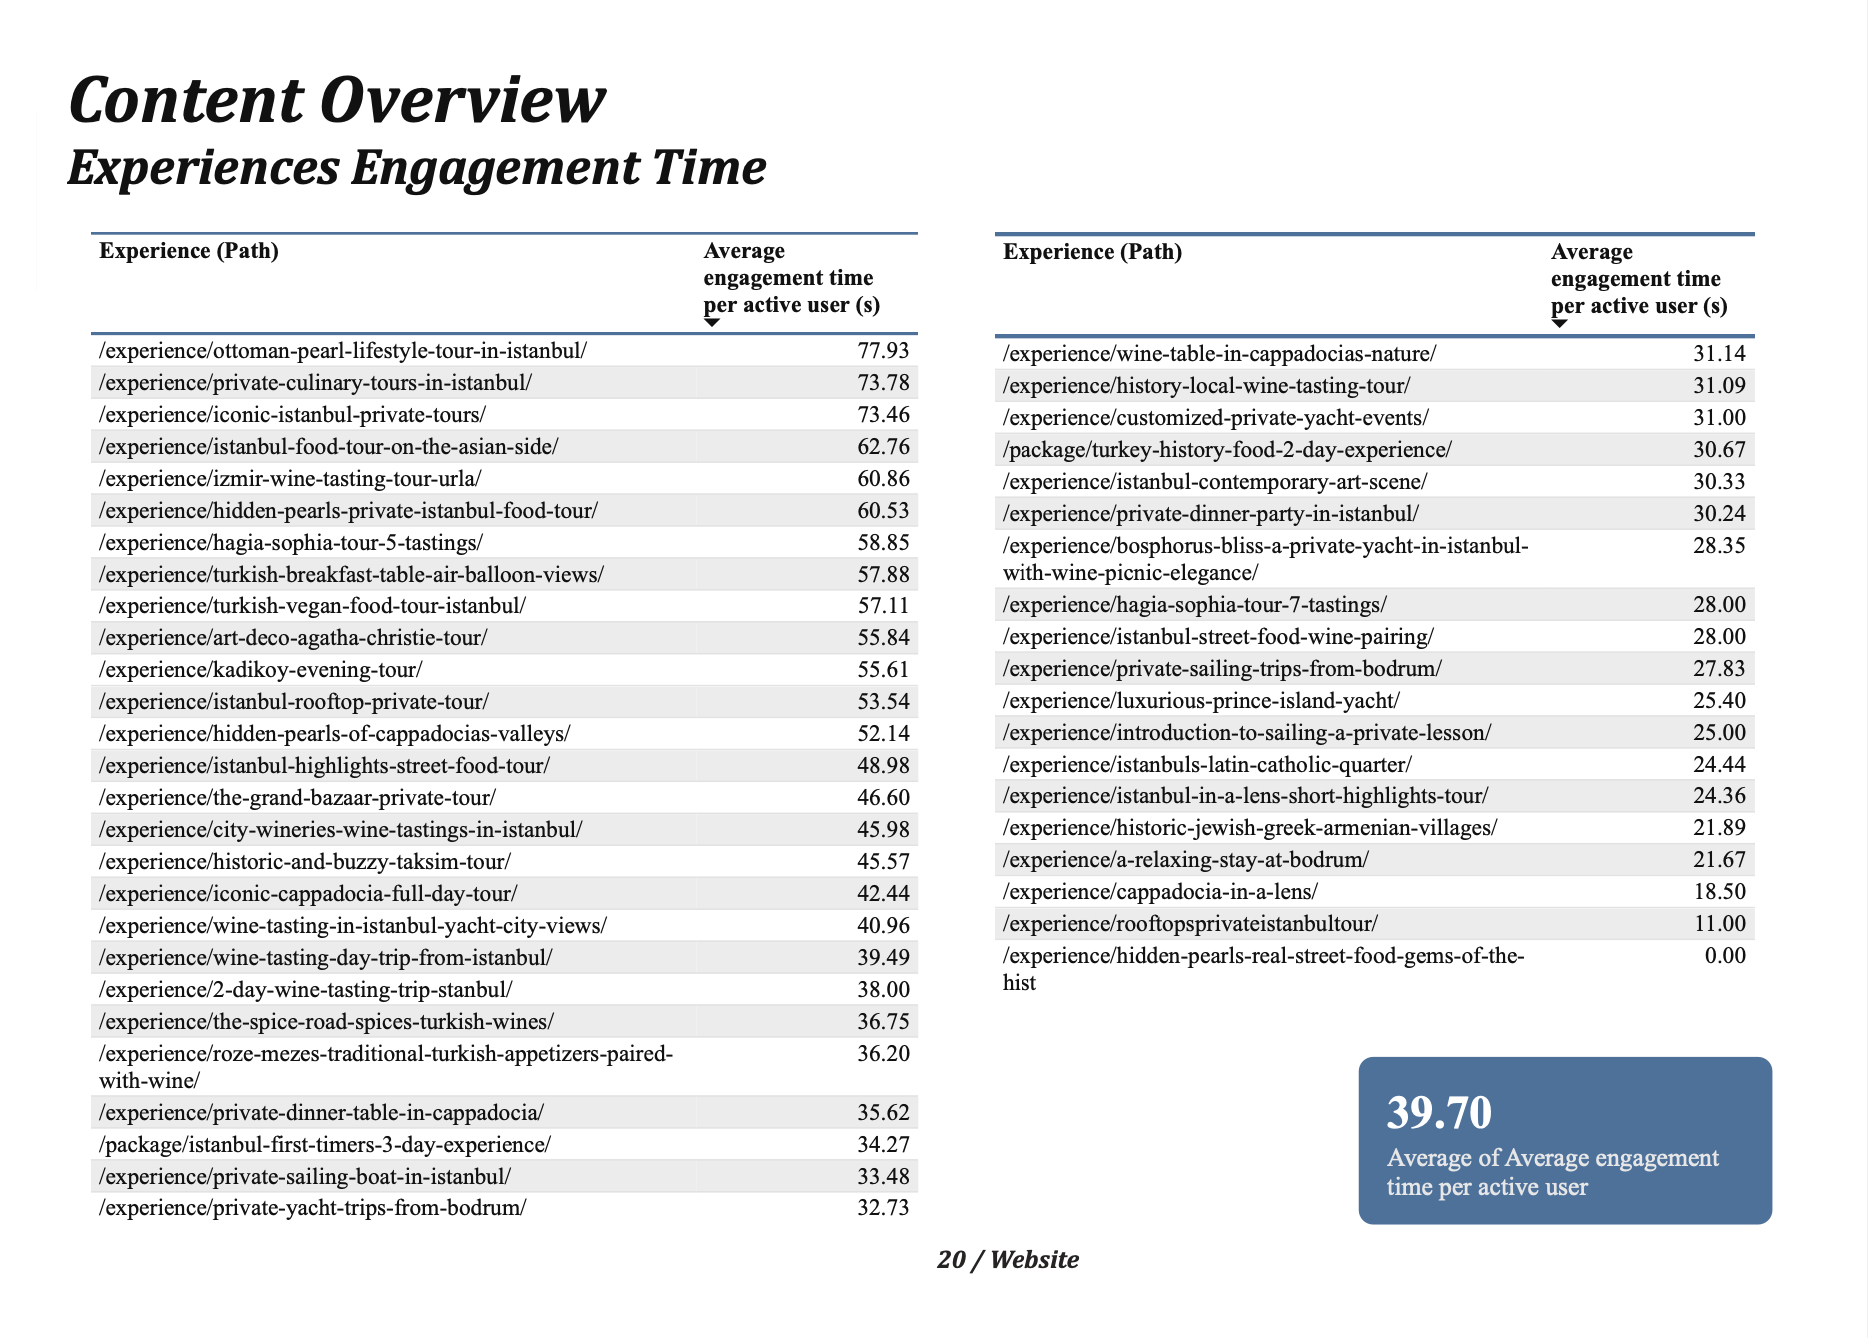 Content Overview
Experiences Engagement Time
Experience (Path)
Average
engagement time
per active user (s)
/experience/ottoman-pearl-lifestyle-tour-in-istanbul/ 77.93
/experience/private-culinary-tours-in-istanbul/ 73.78
/experience/iconic-istanbul-private-tours/ 73.46
/experience/istanbul-food-tour-on-the-asian-side/ 62.76
/experience/izmir-wine-tasting-tour-urla/ 60.86
/experience/hidden-pearls-private-istanbul-food-tour/ 60.53
/experience/hagia-sophia-tour-5-tastings/ 58.85
/experience/turkish-breakfast-table-air-balloon-views/ 57.88
/experience/turkish-vegan-food-tour-istanbul/ 57.11
/experience/art-deco-agatha-christie-tour/ 55.84
/experience/kadikoy-evening-tour/ 55.61
/experience/istanbul-rooftop-private-tour/ 53.54
/experience/hidden-pearls-of-cappadocias-valleys/ 52.14
/experience/istanbul-highlights-street-food-tour/ 48.98
/experience/the-grand-bazaar-private-tour/ 46.60
/experience/city-wineries-wine-tastings-in-istanbul/ 45.98
/experience/historic-and-buzzy-taksim-tour/ 45.57
/experience/iconic-cappadocia-full-day-tour/ 42.44
/experience/wine-tasting-in-istanbul-yacht-city-views/ 40.96
/experience/wine-tasting-day-trip-from-istanbul/ 39.49
/experience/2-day-wine-tasting-trip-stanbul/ 38.00
/experience/the-spice-road-spices-turkish-wines/ 36.75
/experience/roze-mezes-traditional-turkish-appetizers-paired- 36.20
with-wine/
/experience/private-dinner-table-in-cappadocia/ 35.62
/package/istanbul-first-timers-3-day-experience/ 34.27
/experience/private-sailing-boat-in-istanbul/ 33.48
/experience/private-yacht-trips-from-bodrum/ 32.73
Experience (Path)
Average
engagement time
per active user (s)
/experience/wine-table-in-cappadocias-nature/ 31.14
/experience/history-local-wine-tasting-tour/ 31.09
/experience/customized-private-yacht-events/ 31.00
/package/turkey-history-food-2-day-experience/ 30.67
/experience/istanbul-contemporary-art-scene/ 30.33
/experience/private-dinner-party-in-istanbul/ 30.24
/experience/bosphorus-bliss-a-private-yacht-in-istanbul- 28.35
with-wine-picnic-elegance/
/experience/hagia-sophia-tour-7-tastings/ 28.00
/experience/istanbul-street-food-wine-pairing/ 28.00
/experience/private-sailing-trips-from-bodrum/ 27.83
/experience/luxurious-prince-island-yacht/ 25.40
/experience/introduction-to-sailing-a-private-lesson/ 25.00
/experience/istanbuls-latin-catholic-quarter/ 24.44
/experience/istanbul-in-a-lens-short-highlights-tour/ 24.36
/experience/historic-jewish-greek-armenian-villages/ 21.89
/experience/a-relaxing-stay-at-bodrum/ 21.67
/experience/cappadocia-in-a-lens/ 18.50
/experience/rooftopsprivateistanbultour/ 11.00
/experience/hidden-pearls-real-street-food-gems-of-the- 0.00
hist
39.70
Average of Average engagement
time per active user
20 / Website